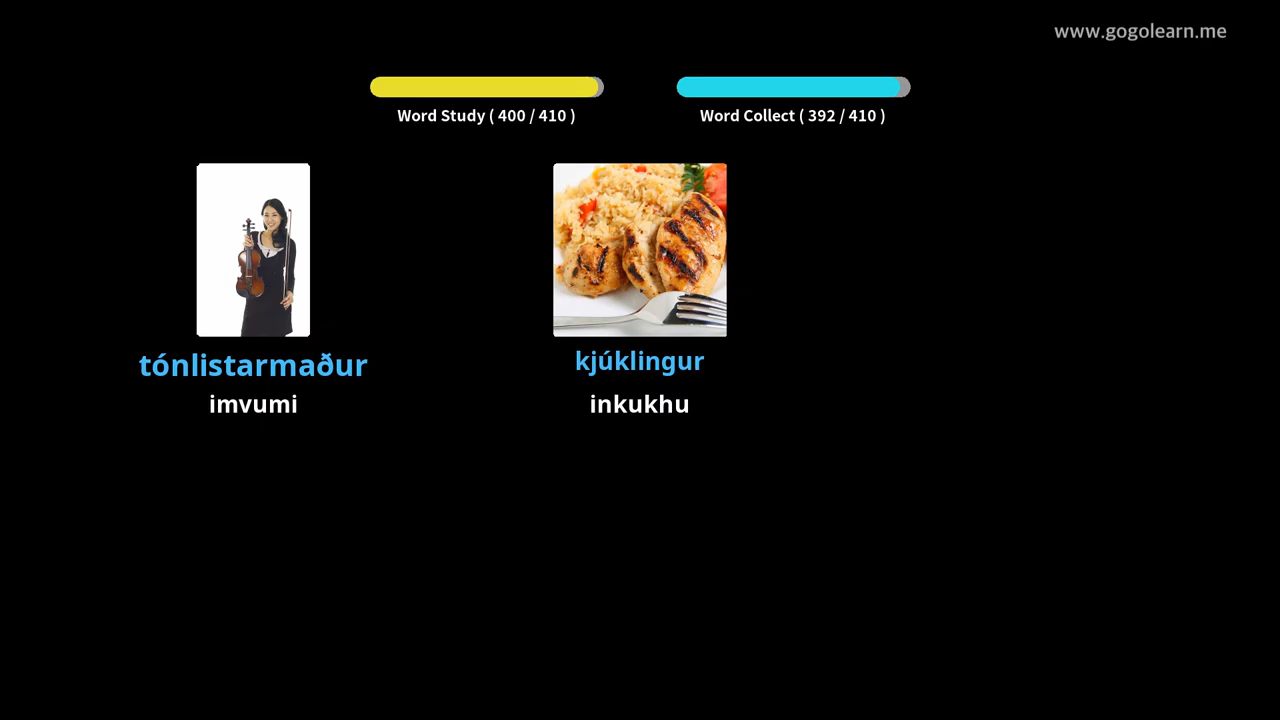 www.gogolearn.me
Word Study ( 400 / 410 )
Word Collect ( 392 / 410 )
tónlistarmaður
imvumi
kjúklingur
inkukhu